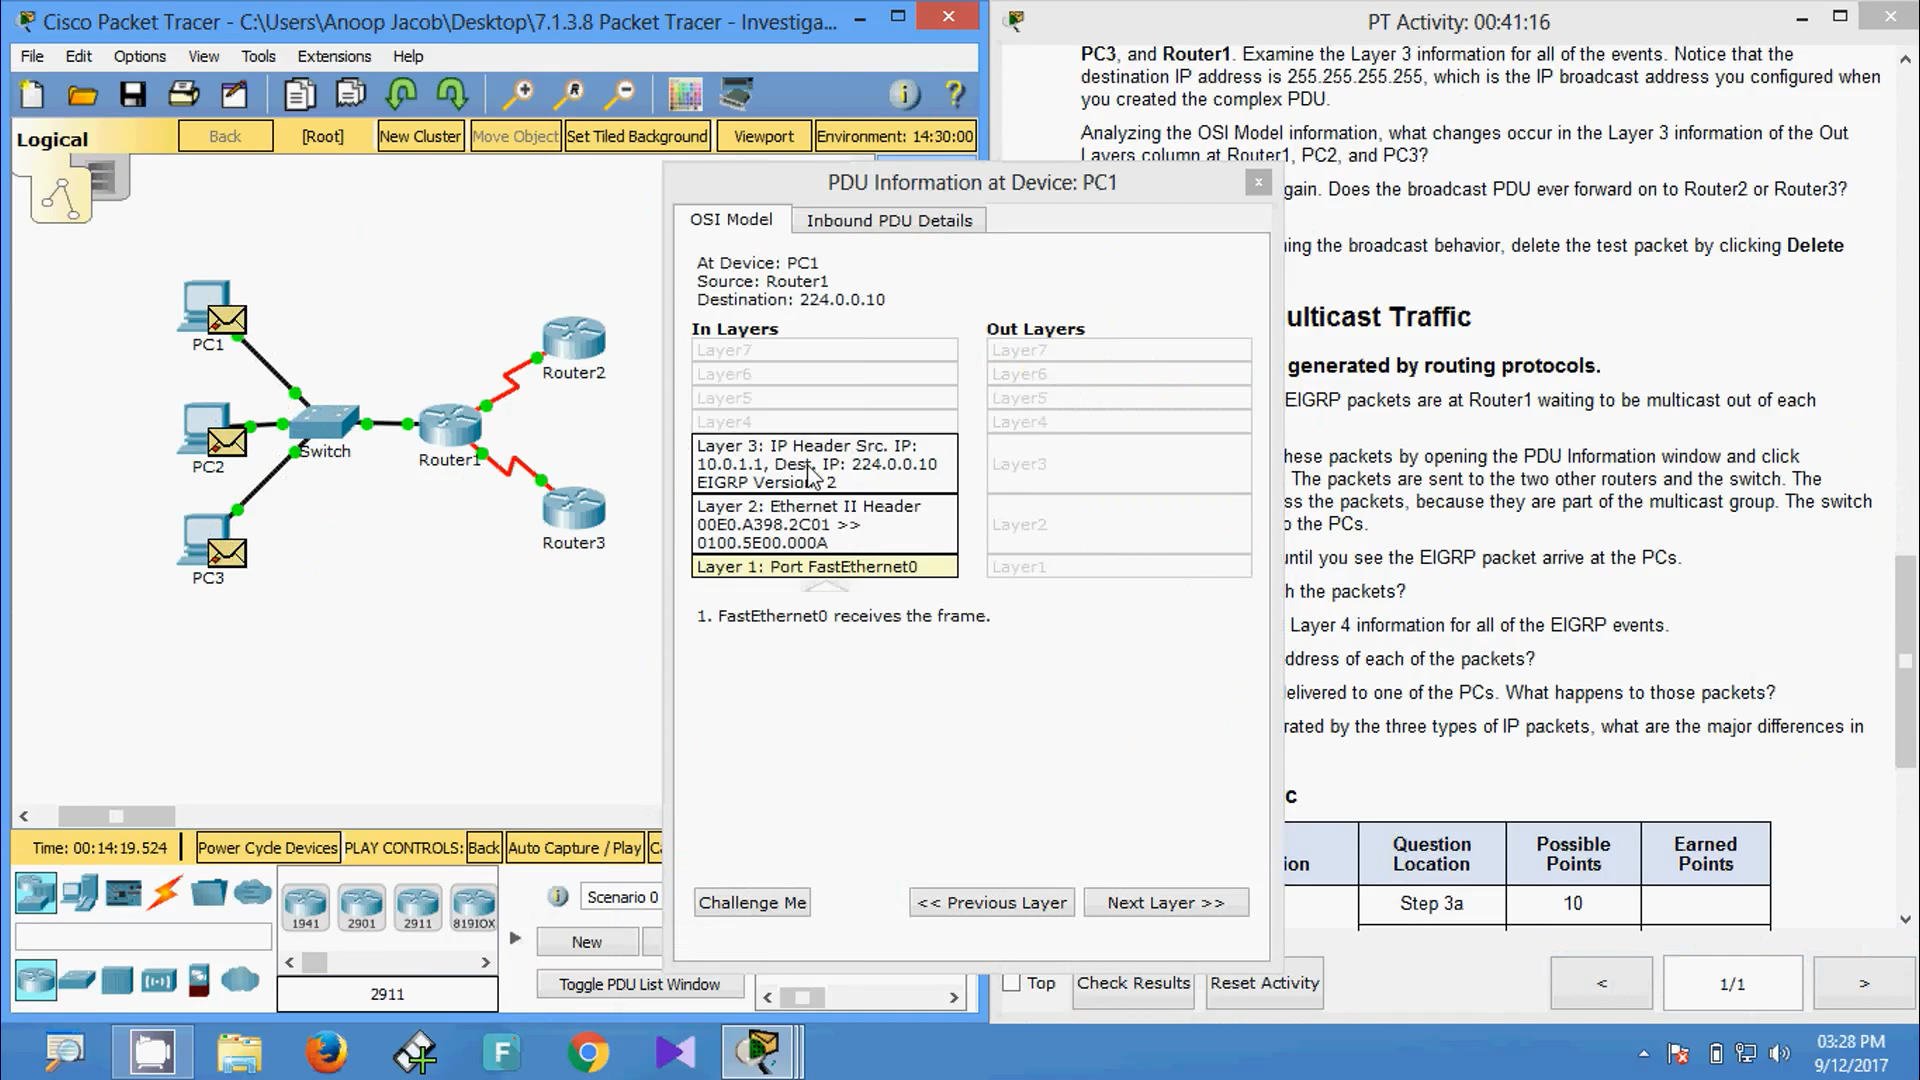 Cisco Packet Tracer - C:\Users\Anoop Jacob\Desktop\7.1.3.8 Packet Tracer - Investiga...
File Edit Options View Tools Extensions Help
Logical
Back
[Root]
New Cluster
Move Object
Set Tiled Background
Viewport
Environment: 14:30:00
PC1
PC2
PC3
Switch
Router1
Router2
Router3
PDU Information at Device: PC1
OSI Model
Inbound PDU Details
At Device: PC1
Source: Router1
Destination: 224.0.0.10
In Layers
Layer7
Layer6
Layer5
Layer4
Layer 3: IP Header Src. IP:
10.0.1.1, Dest. IP: 224.0.0.10
EIGRP Version: 2
Layer 2: Ethernet II Header
00E0.A398.2C01 >>
0100.5E00.000A
Layer 1: Port FastEthernet0
Out Layers
Layer7
Layer6
Layer5
Layer4
Layer3
Layer2
Layer1
1. FastEthernet0 receives the frame.
Challenge Me
<< Previous Layer
Next Layer >>
Time: 00:14:19.524
Power Cycle Devices
PLAY CONTROLS:
Back
Auto Capture / Play
1941
2901
2911
819IOX
2911
Scenario 0
New
Toggle PDU List Window
PT Activity: 00:41:16
PC3, and Router1. Examine the Layer 3 information for all of the events. Notice that the
destination IP address is 255.255.255.255, which is the IP broadcast address you configured when
you created the complex PDU.
Analyzing the OSI Model information, what changes occur in the Layer 3 information of the Out
Layers column at Router1, PC2, and PC3?
gain. Does the broadcast PDU ever forward on to Router2 or Router3?
ing the broadcast behavior, delete the test packet by clicking Delete
ulticast Traffic
generated by routing protocols.
EIGRP packets are at Router1 waiting to be multicast out of each
hese packets by opening the PDU Information window and click
. The packets are sent to the two other routers and the switch. The
ss the packets, because they are part of the multicast group. The switch
o the PCs.
until you see the EIGRP packet arrive at the PCs.
h the packets?
Layer 4 information for all of the EIGRP events.
ddress of each of the packets?
elivered to one of the PCs. What happens to those packets?
rated by the three types of IP packets, what are the major differences in
c
ion
Question
Location
Possible
Points
Earned
Points
Step 3a
10
Top
Check Results
Reset Activity
<
1/1
>
03:28 PM
9/12/2017